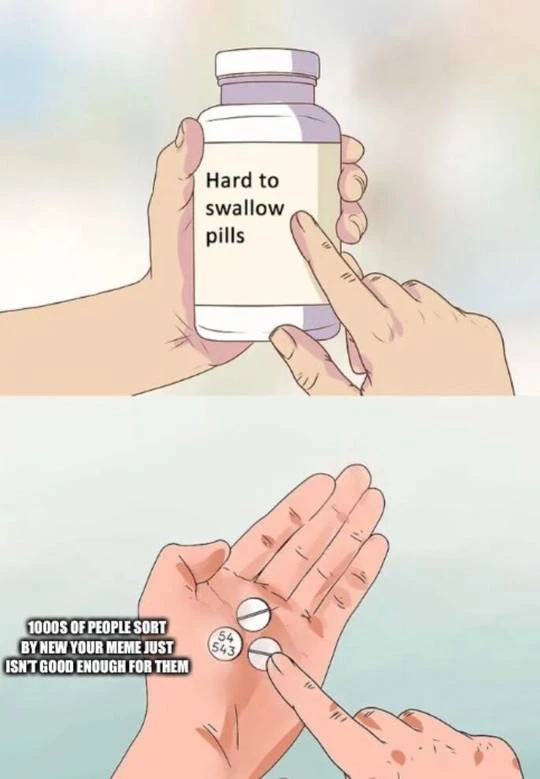 Hard to
swallow
pills
54
543
1000S OF PEOPLE SORT
BY NEW YOUR MEME JUST
ISN'T GOOD ENOUGH FOR THEM